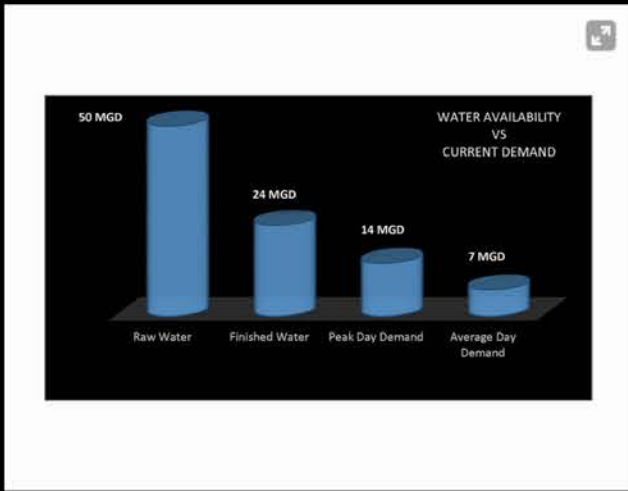 50 MGD
WATER AVAILABILITY
VS
CURRENT DEMAND
24 MGD
14 MGD
7 MGD
Raw Water
Finished Water
Peak Day Demand
Average Day
Demand